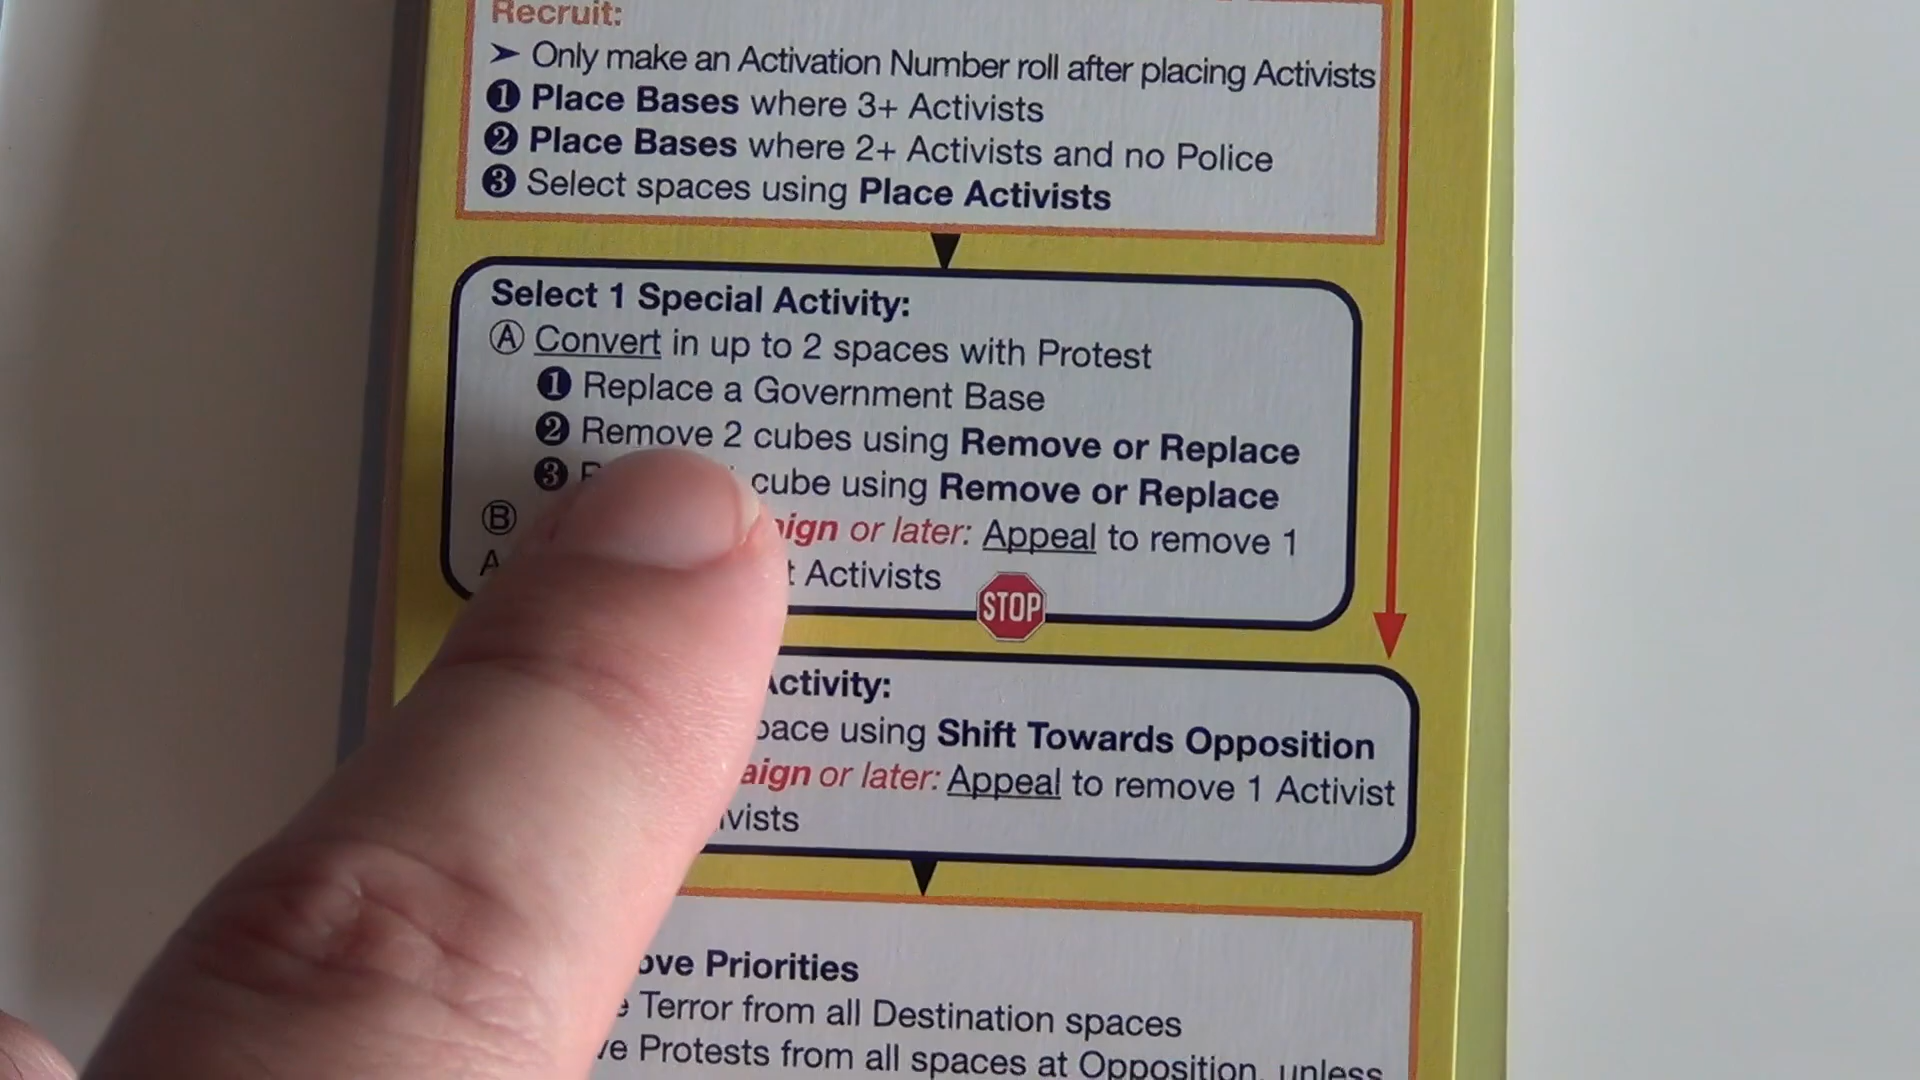 Recruit:
➤ Only make an Activation Number roll after placing Activists
❶ Place Bases where 3+ Activists
❷ Place Bases where 2+ Activists and no Police
❸ Select spaces using Place Activists
Select 1 Special Activity:
Ⓐ Convert in up to 2 spaces with Protest
❶ Replace a Government Base
❷ Remove 2 cubes using Remove or Replace
❸ cube using Remove or Replace
Ⓑ or later: Appeal to remove 1
Activists
STOP
Activity:
using Shift Towards Opposition
or later: Appeal to remove 1 Activist
Priorities
Terror from all Destination spaces
Protests from all spaces at Opposition, unless